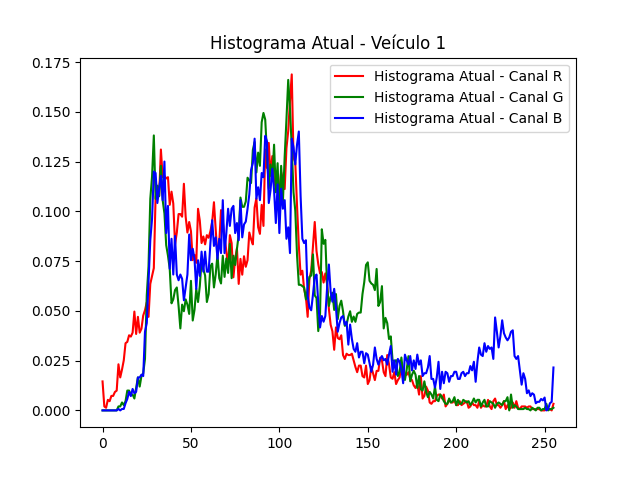 Histograma Atual - Veículo 1
Histograma Atual - Canal R
Histograma Atual - Canal G
Histograma Atual - Canal B
0.175
0.150
0.125
0.100
0.075
0.050
0.025
0.000
0 50 100 150 200 250